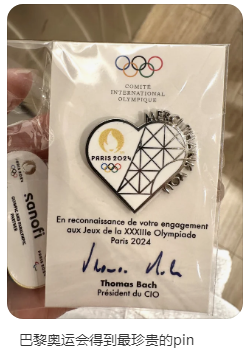 COMITÉ
INTERNATIONAL
OLYMPIQUE
MERCI THANK YOU
PARIS 2024
sanofi
En reconnaissance de votre engagement
aux Jeux de la XXXIIIe Olympiade
Paris 2024
Thomas Bach
Président du CIO
巴黎奥运会得到最珍贵的pin